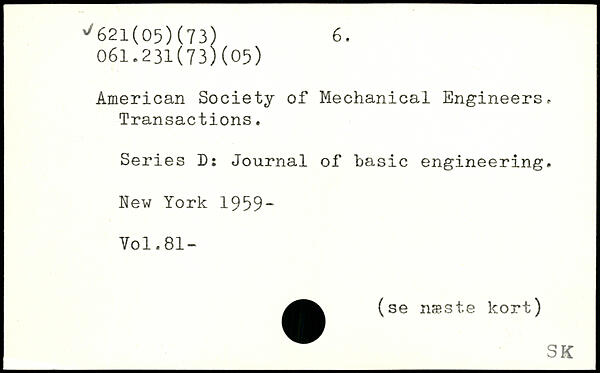 ✓621(05)(73) 6.
061.231(73)(05)
American Society of Mechanical Engineers.
Transactions.
Series D: Journal of basic engineering.
New York 1959-
Vol.81-
(se næste kort)
SK